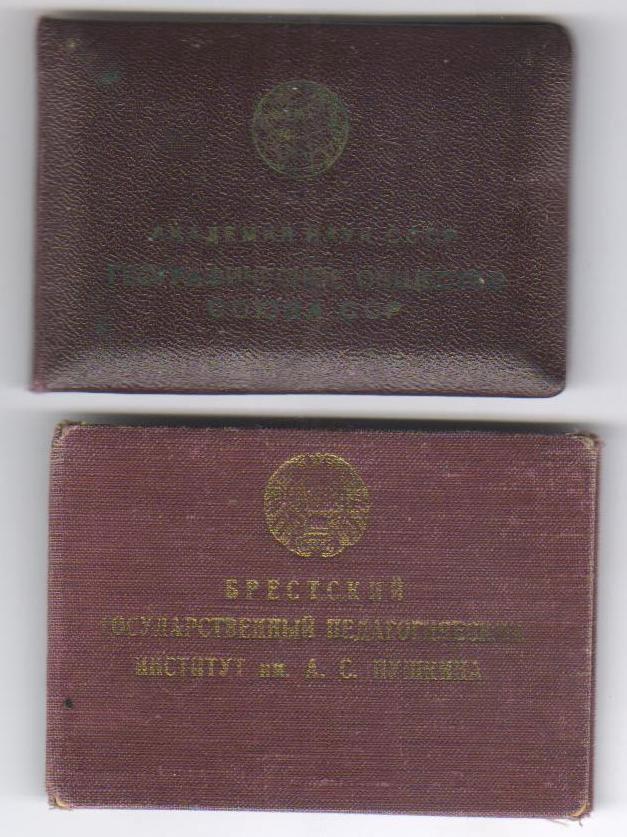 АКАДЕМИЯ НАУК СССР
ГЕОГРАФИЧЕСКОЕ ОБЩЕСТВО
СОЮЗА ССР
БРЕСТСКИЙ
ГОСУДАРСТВЕННЫЙ ПЕДАГОГИЧЕСКИЙ
ИНСТИТУТ им. А. С. ПУШКИНА